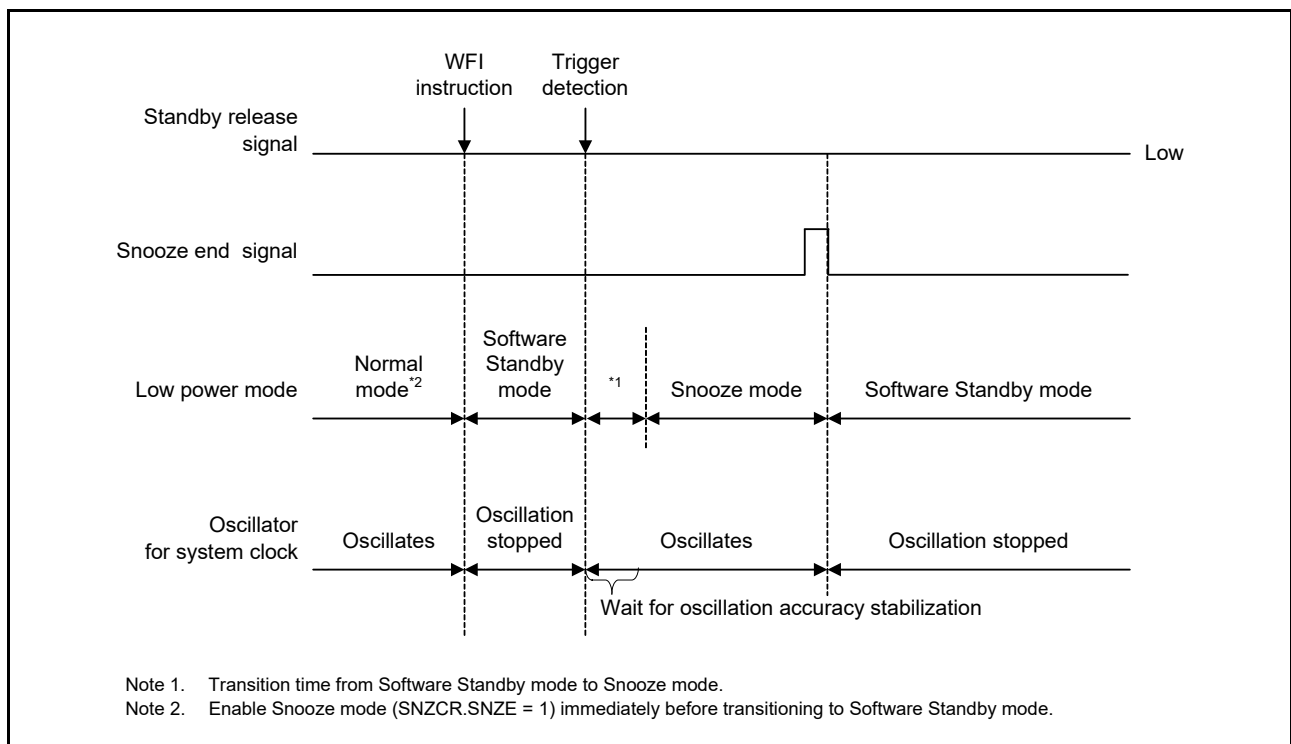 WFI
instruction
Trigger
detection
Standby release
signal
Low
Snooze end signal
Low power mode
Normal
mode*2
Software
Standby
mode
*1
Snooze mode
Software Standby mode
Oscillator
for system clock
Oscillates
Oscillation
stopped
Oscillates
Oscillation stopped
Wait for oscillation accuracy stabilization
Note 1. Transition time from Software Standby mode to Snooze mode.
Note 2. Enable Snooze mode (SNZCR.SNZE = 1) immediately before transitioning to Software Standby mode.